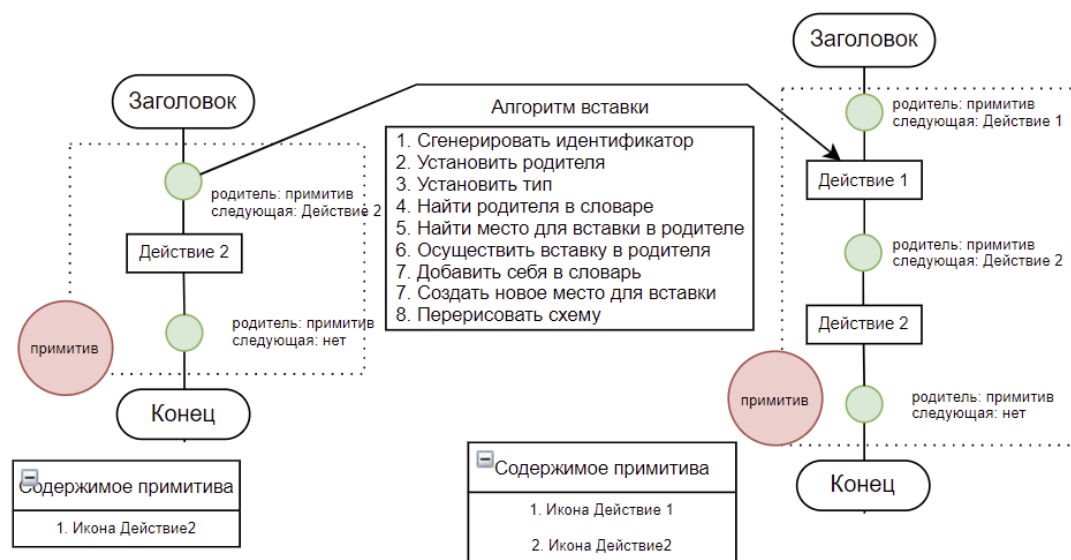 Заголовок
родитель: примитив
следующая: Действие 2
Действие 2
родитель: примитив
следующая: нет
примитив
Конец
Содержимое примитива
1. Икона Действие2
Алгоритм вставки
1. Сгенерировать идентификатор
2. Установить родителя
3. Установить тип
4. Найти родителя в словаре
5. Найти место для вставки в родителе
6. Осуществить вставку в родителя
7. Добавить себя в словарь
7. Создать новое место для вставки
8. Перерисовать схему
Заголовок
родитель: примитив
следующая: Действие 1
Действие 1
родитель: примитив
следующая: Действие 2
Действие 2
примитив
родитель: примитив
следующая: нет
Конец
Содержимое примитива
1. Икона Действие 1
2. Икона Действие2